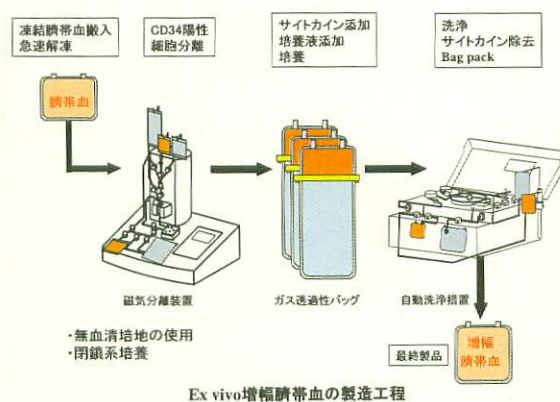 凍結臍帯血搬入
急速解凍
CD34陽性
細胞分離
サイトカイン添加
培養液添加
培養
洗浄
サイトカイン除去
Bag pack
臍帯血
磁気分離装置
ガス透過性バッグ
自動洗浄措置
・無血清培地の使用
・閉鎖系培養
最終製品
増幅
臍帯血
Ex vivo増幅臍帯血の製造工程